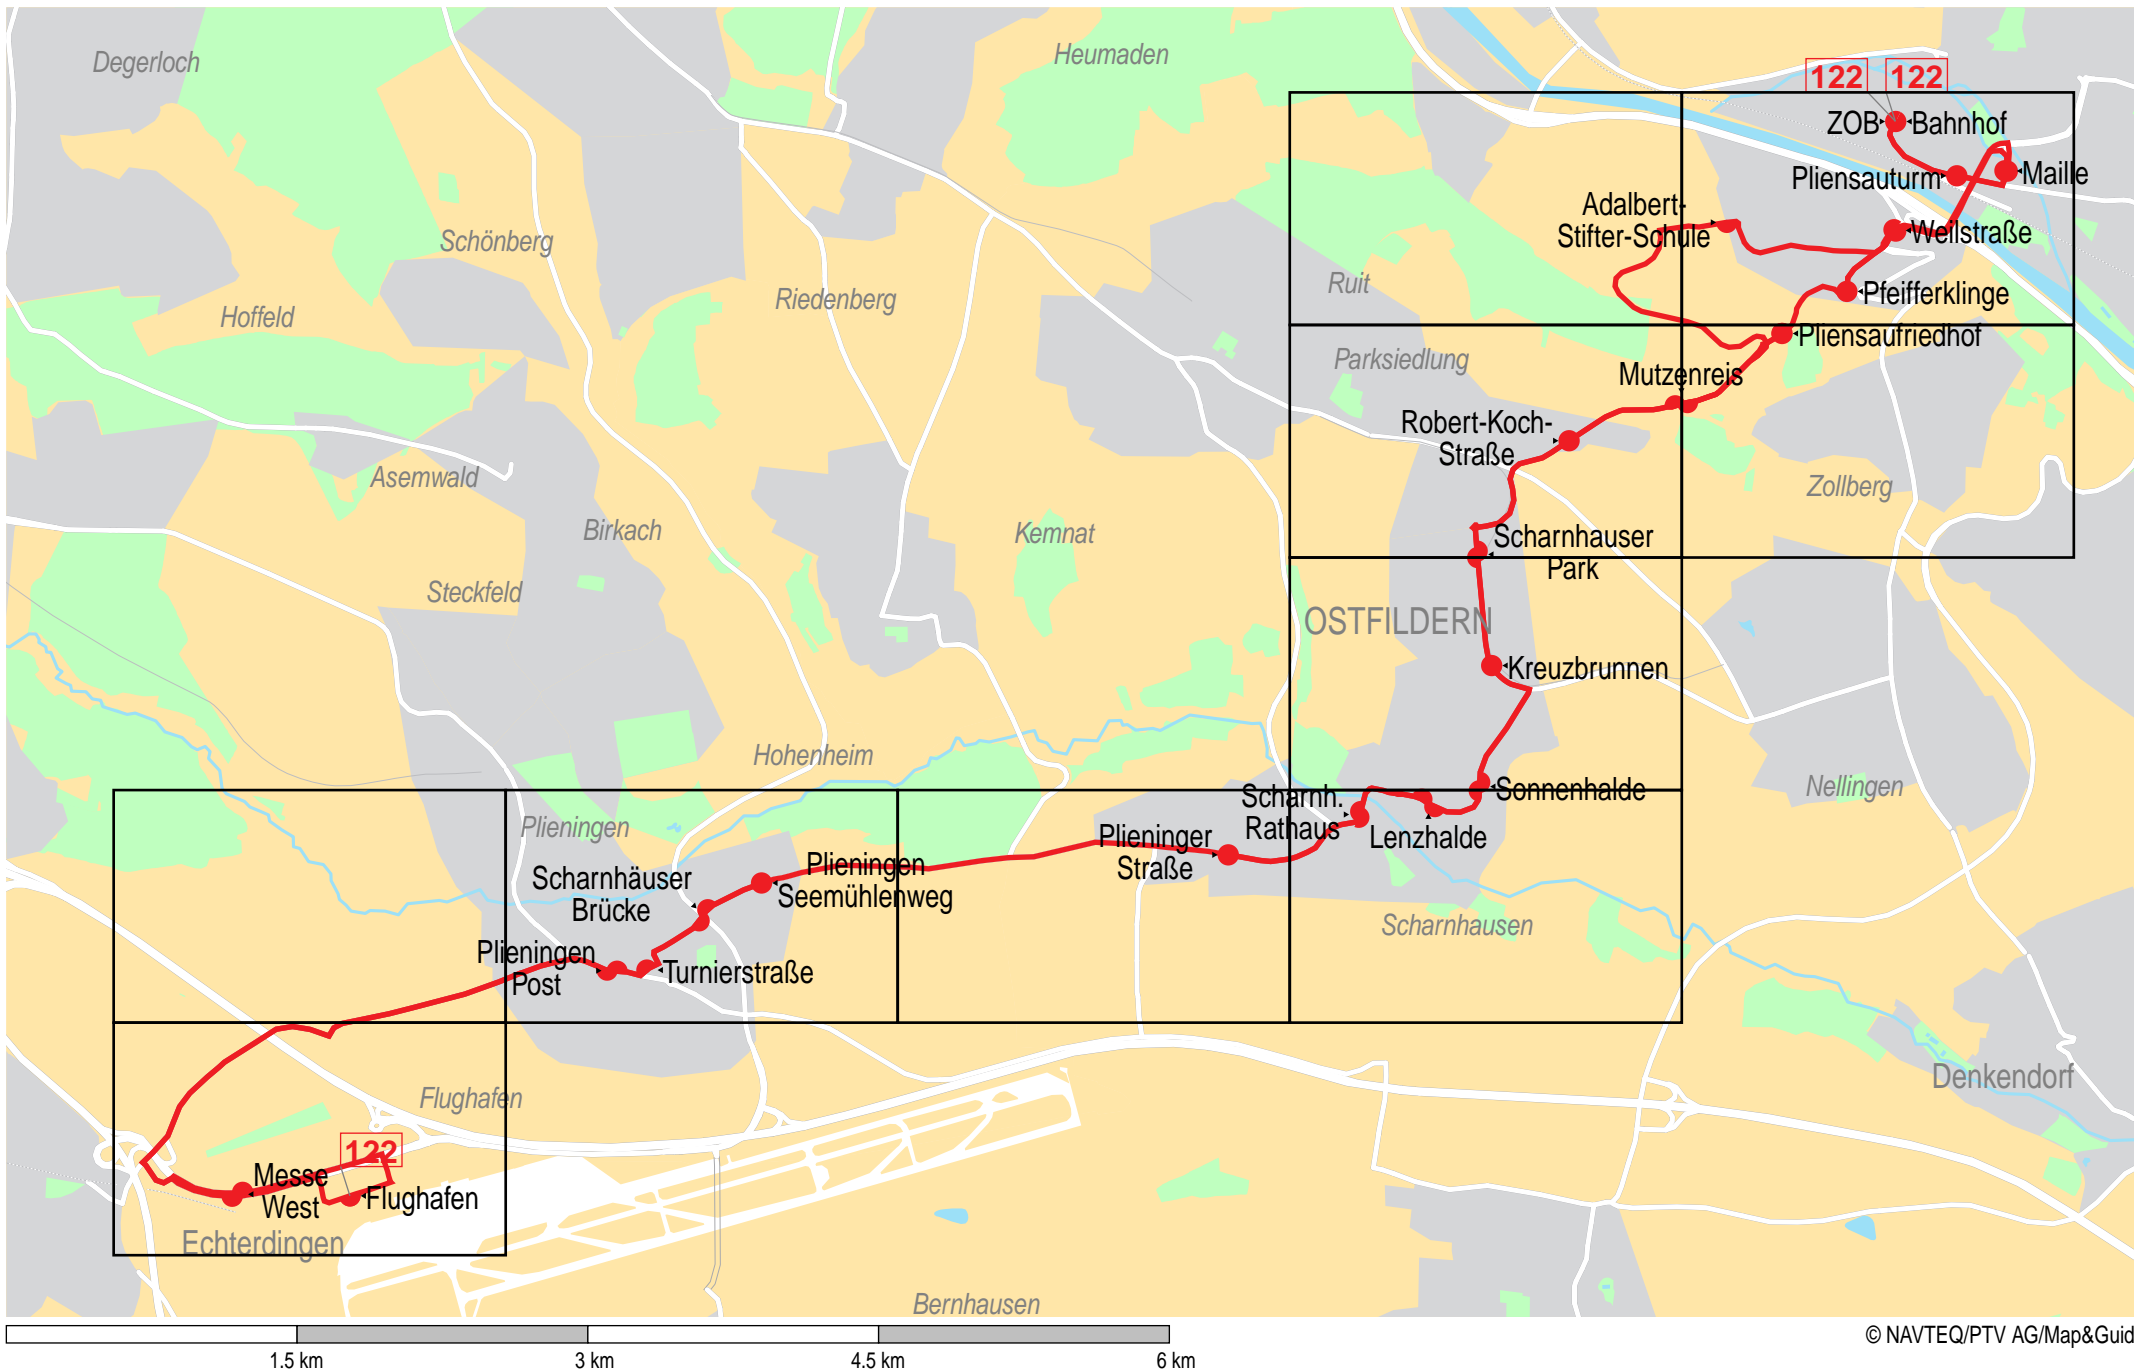 Degerloch
Heumaden
122
122
ZOB
Bahnhof
Pliensauturm
Maille
Adalbert-
Stifter-Schule
Weilstraße
Schönberg
Ruit
Riedenberg
Pfeifferklinge
Hoffeld
Pliensaufriedhof
Parksiedlung
Mutzenreis
Robert-Koch-
Straße
Asemwald
Zollberg
Birkach
Kemnat
Scharnhauser
Park
Steckfeld
OSTFILDERN
Kreuzbrunnen
Hohenheim
Nellingen
Sonnenhalde
Scharnh.
Rathaus
Lenzhalde
Plieningen
Plieninger
Straße
Plieningen
Seemühlenweg
Scharnhäuser
Brücke
Scharnhausen
Plieningen
Post
Turnierstraße
Denkendorf
Flughafen
122
Messe
West
Flughafen
Echterdingen
Bernhausen
© NAVTEQ/PTV AG/Map&Guid
1.5 km
3 km
4.5 km
6 km